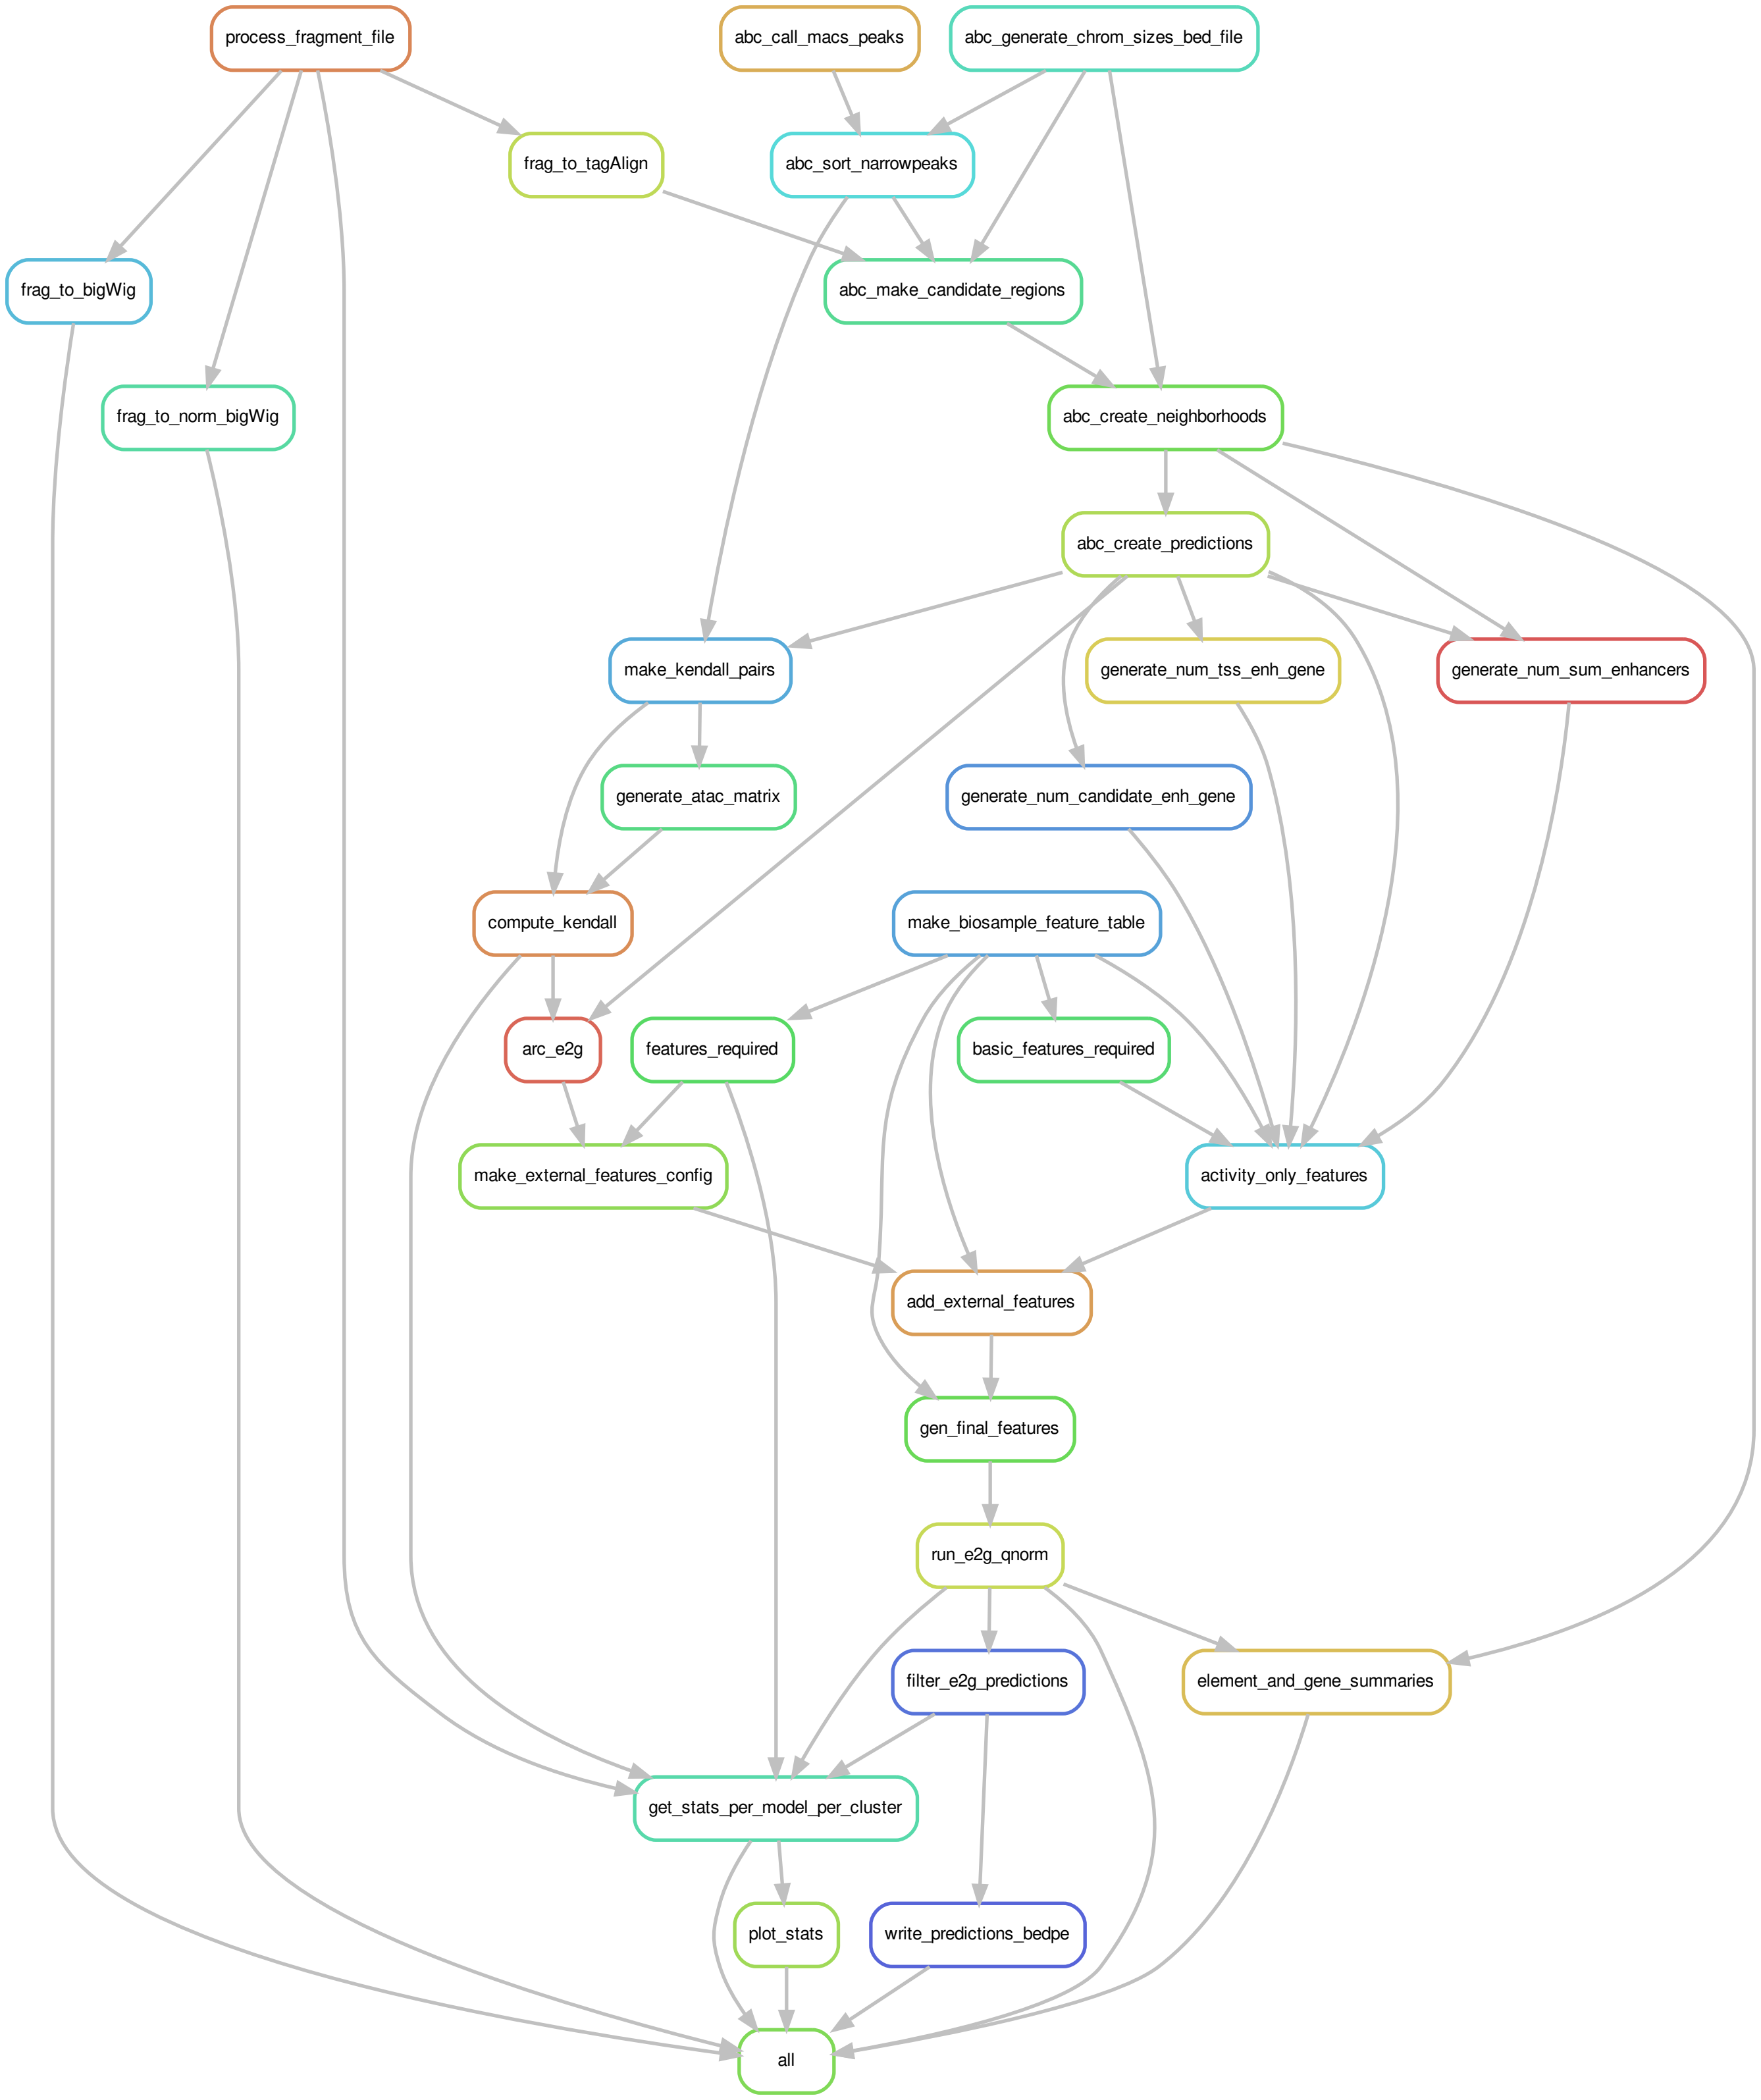 process_fragment_file
abc_call_macs_peaks
abc_generate_chrom_sizes_bed_file
frag_to_tagAlign
abc_sort_narrowpeaks
frag_to_bigWig
abc_make_candidate_regions
frag_to_norm_bigWig
abc_create_neighborhoods
abc_create_predictions
make_kendall_pairs
generate_num_tss_enh_gene
generate_num_sum_enhancers
generate_atac_matrix
generate_num_candidate_enh_gene
compute_kendall
make_biosample_feature_table
arc_e2g
features_required
basic_features_required
make_external_features_config
activity_only_features
add_external_features
gen_final_features
run_e2g_qnorm
filter_e2g_predictions
element_and_gene_summaries
get_stats_per_model_per_cluster
plot_stats
write_predictions_bedpe
all